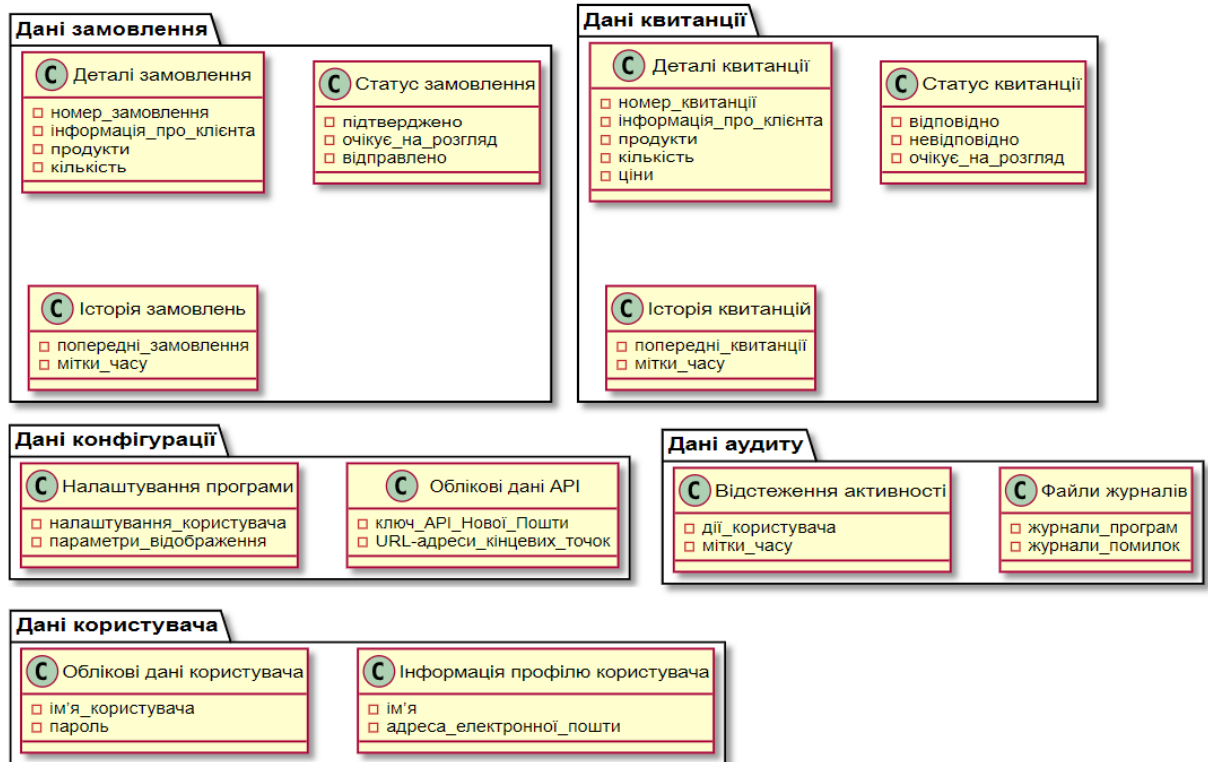 Дані замовлення
C Деталі замовлення
номер_замовлення
інформація_про_клієнта
продукти
кількість
C Статус замовлення
підтверджено
очікує_на_розгляд
відправлено
C Історія замовлень
попередні_замовлення
мітки_часу
Дані квитанції
C Деталі квитанції
номер_квитанції
інформація_про_клієнта
продукти
кількість
ціни
C Статус квитанції
відповідно
невідповідно
очікує_на_розгляд
C Історія квитанцій
попередні_квитанції
мітки_часу
Дані конфігурації
C Налаштування програми
налаштування_користувача
параметри_відображення
C Облікові дані API
ключ_API_Нової_Пошти
URL-адреси_кінцевих_точок
Дані аудиту
C Відстеження активності
дії_користувача
мітки_часу
C Файли журналів
журнали_програм
журнали_помилок
Дані користувача
C Облікові дані користувача
ім'я_користувача
пароль
C Інформація профілю користувача
ім'я
адреса_електронної_пошти